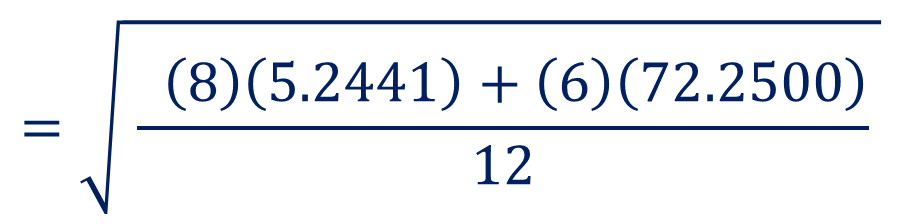 = √((8)(5.2441) + (6)(72.2500)
12